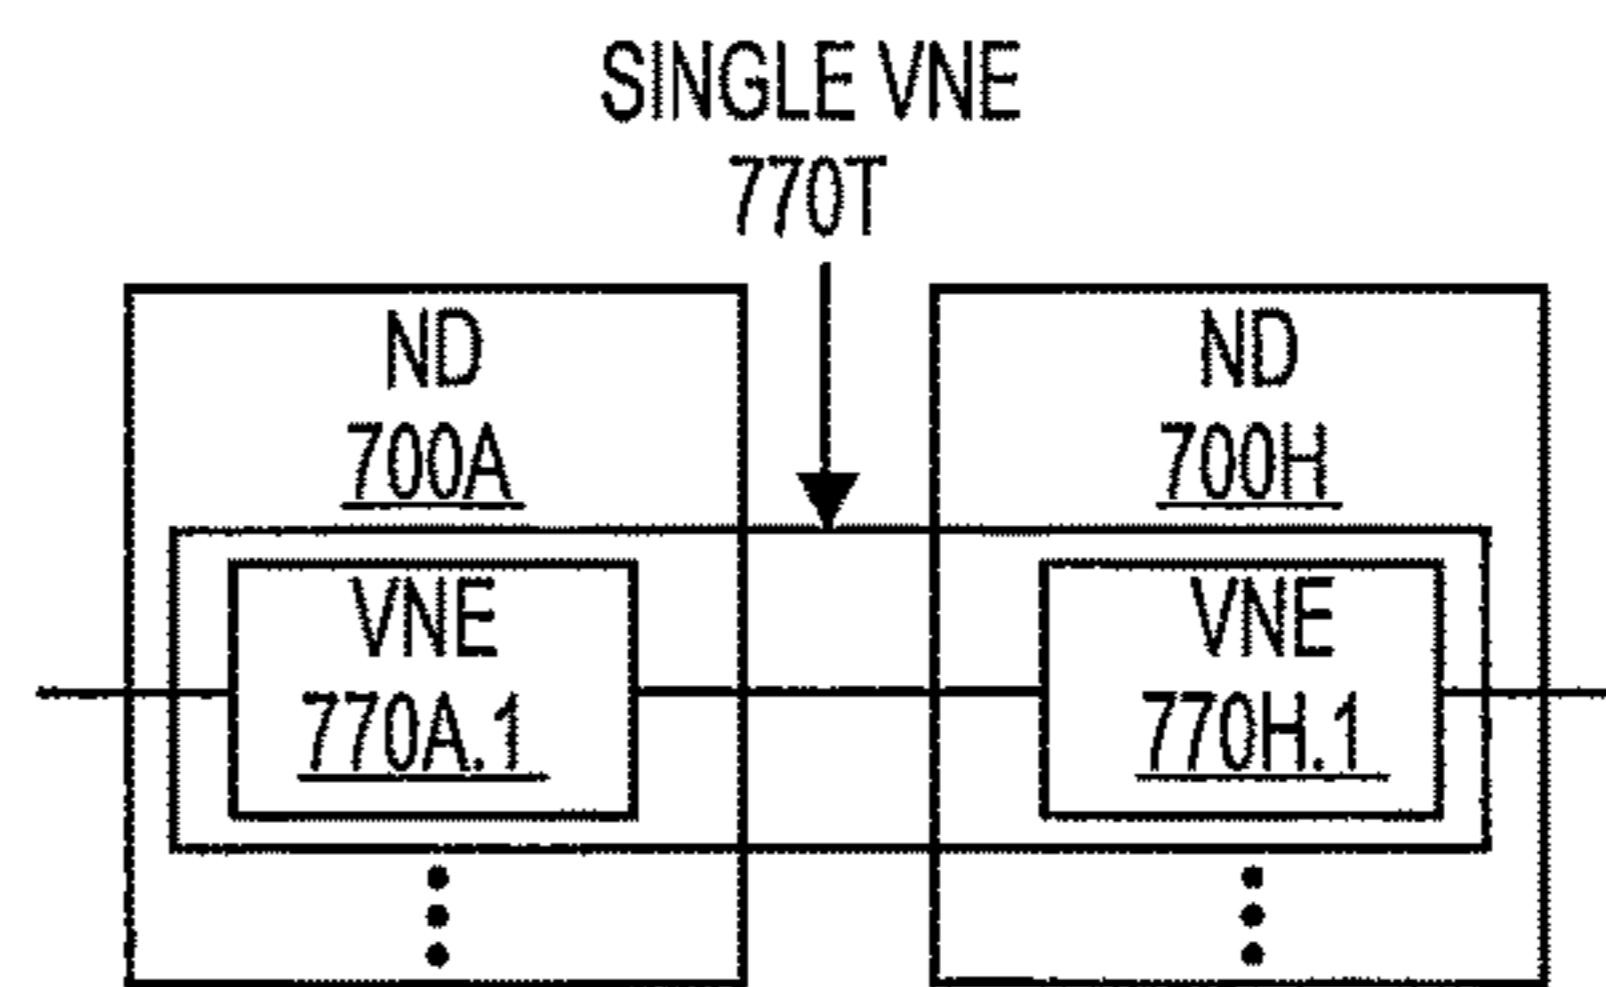 SINGLE VNE
770T
ND
700A
ND
700H
VNE
770A.1
VNE
770H.1